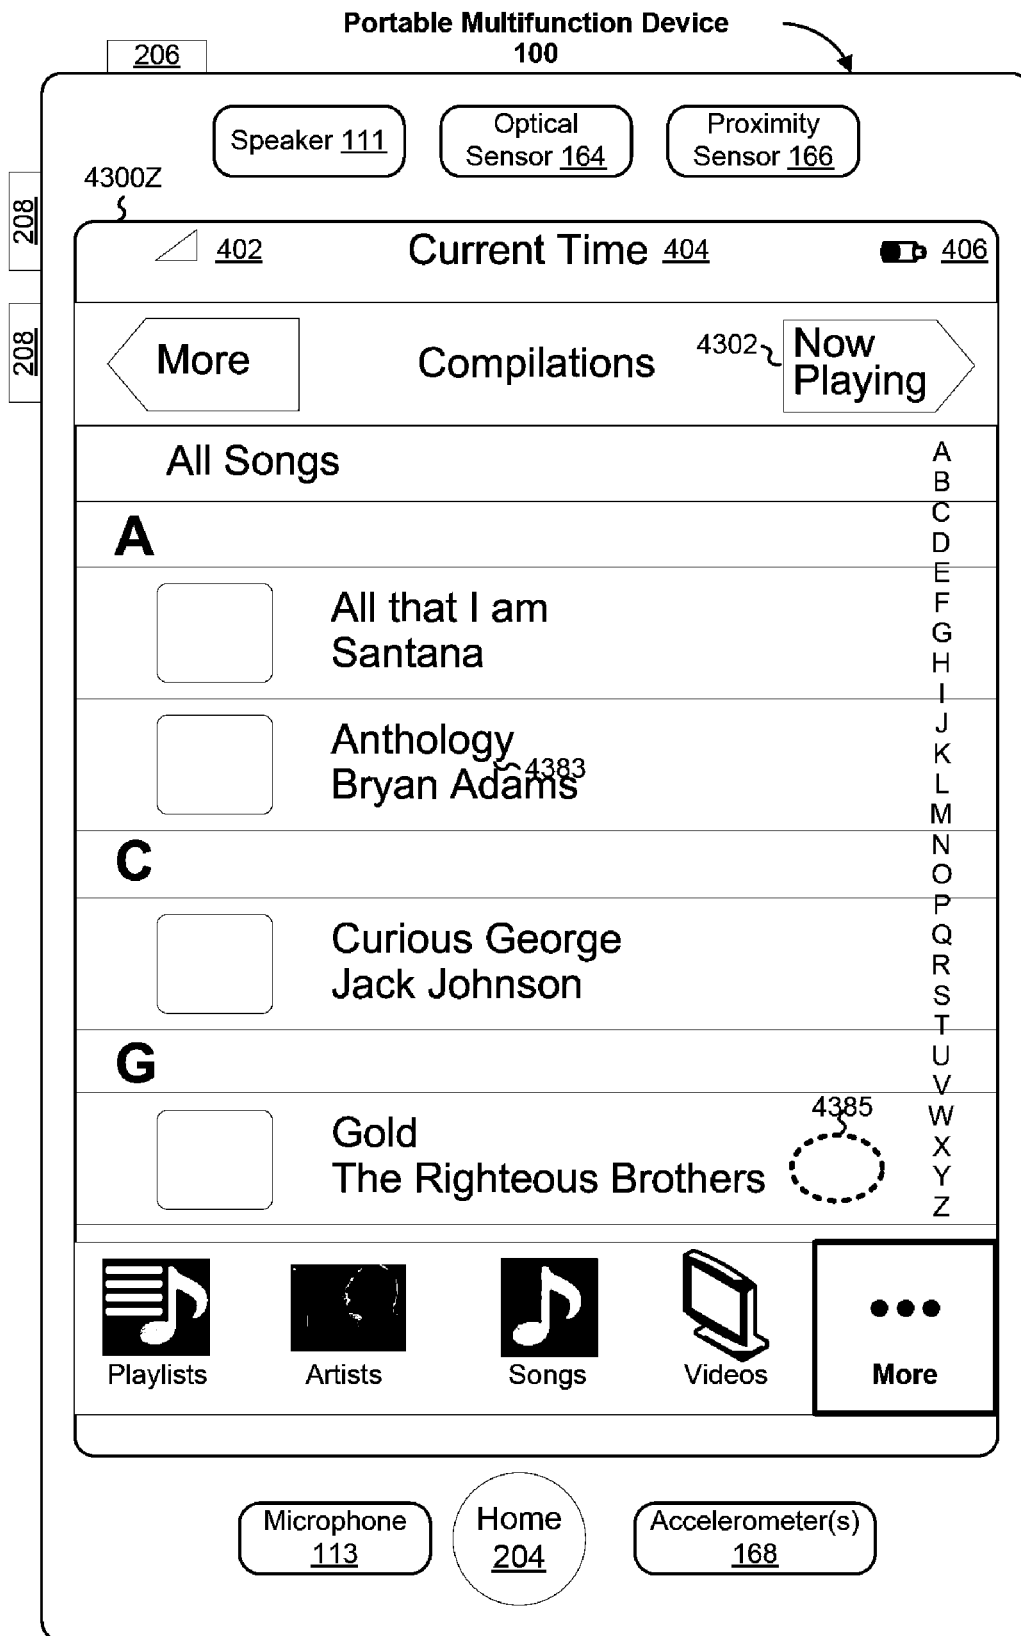 Portable Multifunction Device
100
206
Speaker 111
Optical
Sensor 164
Proximity
Sensor 166
4300Z
208
208
402
Current Time 404
406
More
Compilations
4302
Now
Playing
All Songs
A
All that I am
Santana
Anthology
4383
Bryan Adams
C
Curious George
Jack Johnson
G
4385
Gold
The Righteous Brothers
A
B
C
D
E
F
G
H
I
J
K
L
M
N
O
P
Q
R
S
T
U
V
W
X
Y
Z
Playlists
Artists
Songs
Videos
More
Microphone
113
Home
204
Accelerometer(s)
168